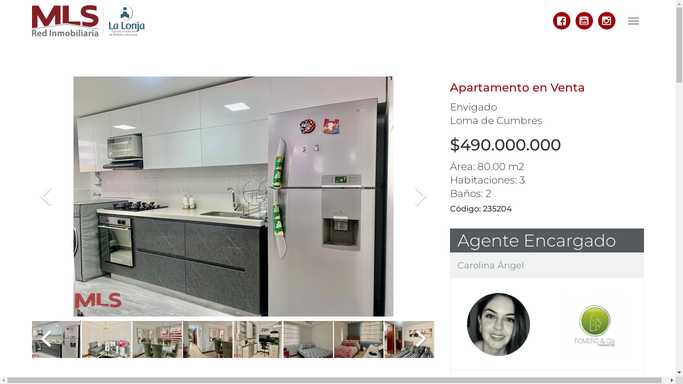 MLS
Red Inmobiliaria
La Lonja
Apartamento en Venta
Envigado
Loma de Cumbres
$490.000.000
Área: 80.00 m2
Habitaciones: 3
Baños: 2
Código: 235204
Agente Encargado
Carolina Ángel
MLS